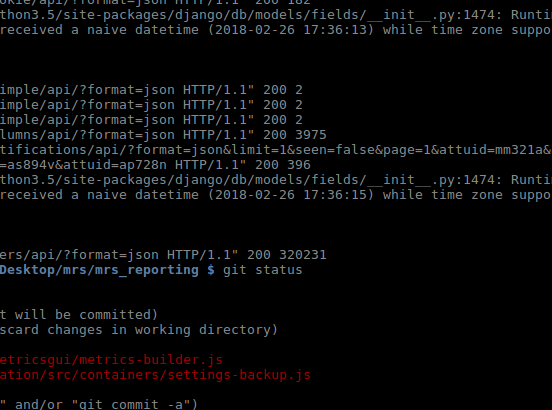 okie/api/?format=json HTTP/1.1" 200 182
thon3.5/site-packages/django/db/models/fields/__init__.py:1474: Runti
received a naive datetime (2018-02-26 17:36:13) while time zone suppo
imple/api/?format=json HTTP/1.1" 200 2
imple/api/?format=json HTTP/1.1" 200 2
imple/api/?format=json HTTP/1.1" 200 2
lumns/api/?format=json HTTP/1.1" 200 3975
tifications/api/?format=json&limit=1&seen=false&page=1&attuid=mm321a&
=as894v&attuid=ap728n HTTP/1.1" 200 396
thon3.5/site-packages/django/db/models/fields/__init__.py:1474: Runti
received a naive datetime (2018-02-26 17:36:15) while time zone suppo
ers/api/?format=json HTTP/1.1" 200 320231
Desktop/mrs/mrs_reporting $ git status
t will be committed)
scard changes in working directory)
etricsgui/metrics-builder.js
ation/src/containers/settings-backup.js
" and/or "git commit -a")